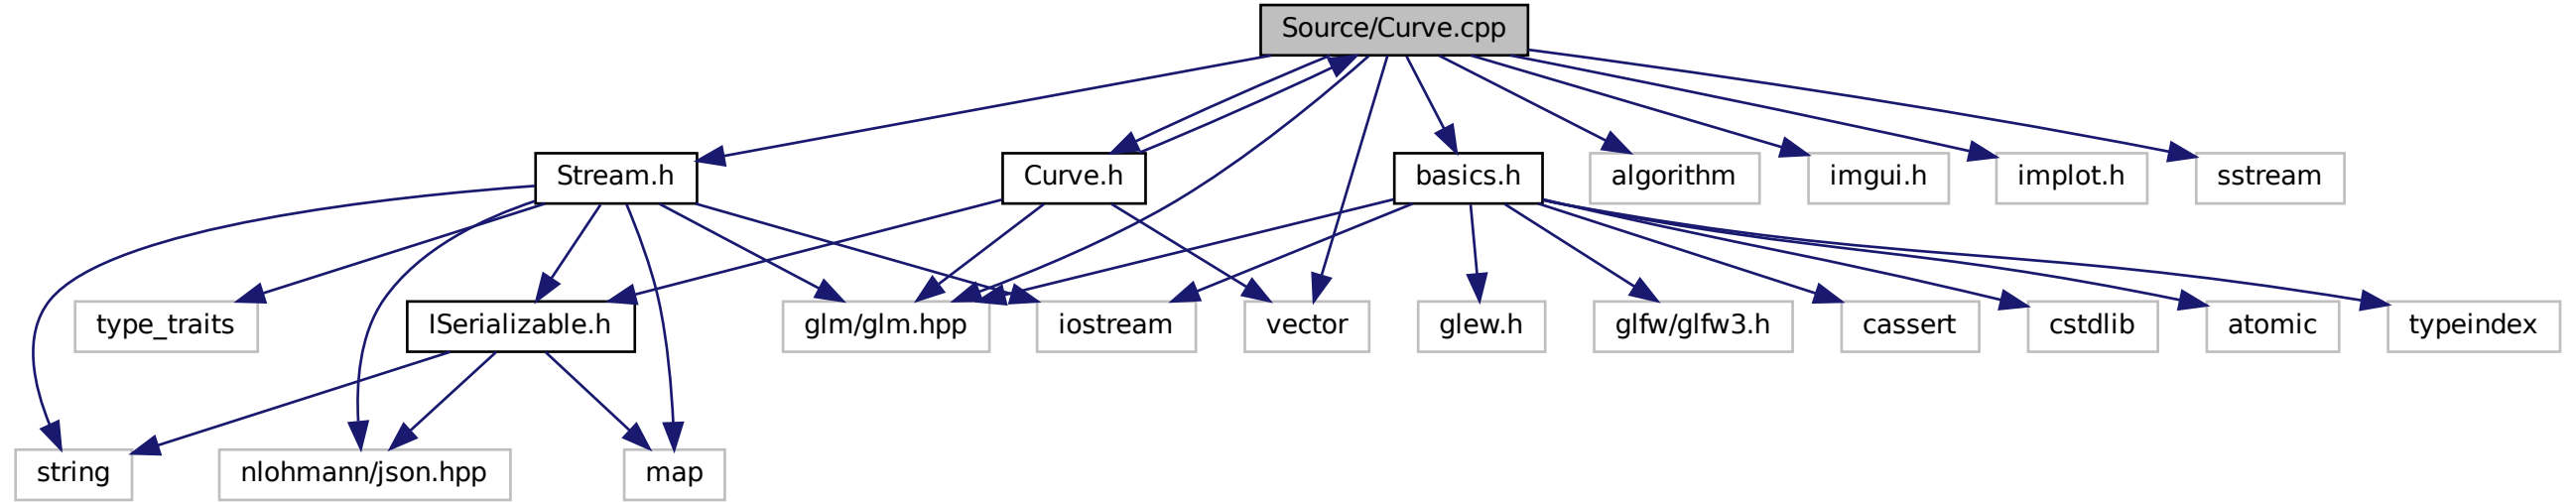 Source/Curve.cpp
Stream.h
Curve.h
basics.h
algorithm
imgui.h
implot.h
sstream
type_traits
ISerializable.h
glm/glm.hpp
iostream
vector
glew.h
glfw/glfw3.h
cassert
cstdlib
atomic
typeindex
string
nlohmann/json.hpp
map